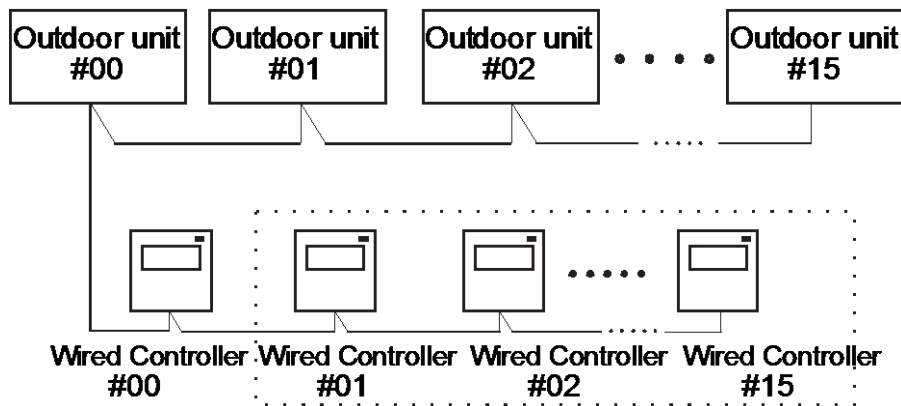 Outdoor unit
#00
Outdoor unit
#01
Outdoor unit
#02
Outdoor unit
#15
Wired Controller
#00
Wired Controller
#01
Wired Controller
#02
Wired Controller
#15